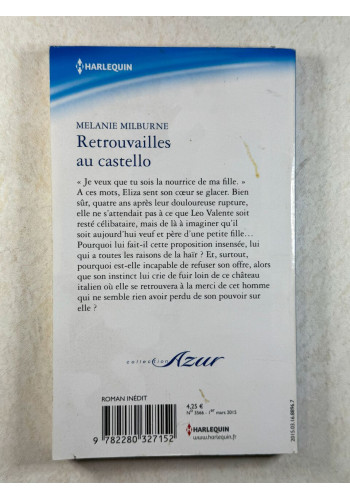 HARLEQUIN
MELANIE MILBURNE
Retrouvailles
au castello
« Je veux que tu sois la nourrice de ma fille. »
A ces mots, Eliza sent son cœur se glacer. Bien
sûr, quatre années après leur douloureuse rupture,
elle ne s'attendait pas à ce que Leo Valente soit
resté célibataire, mais de là à imaginer qu'il
soit aujourd'hui veuf et père d'une petite fille…
Pourquoi lui fait-il cette proposition insensée, lui
qui a toutes les raisons de la haïr ? Et, surtout,
pourquoi est-elle incapable de refuser son offre, alors
que son instinct lui crie de fuir loin de ce château
italien où elle se retrouvera à la merci de cet homme
qui ne semble rien avoir perdu de son pouvoir sur
elle ?
collection Azur
ROMAN INÉDIT
4,25 €
1er mars 2015
HARLEQUIN
www.harlequin.fr
9 782280 327152